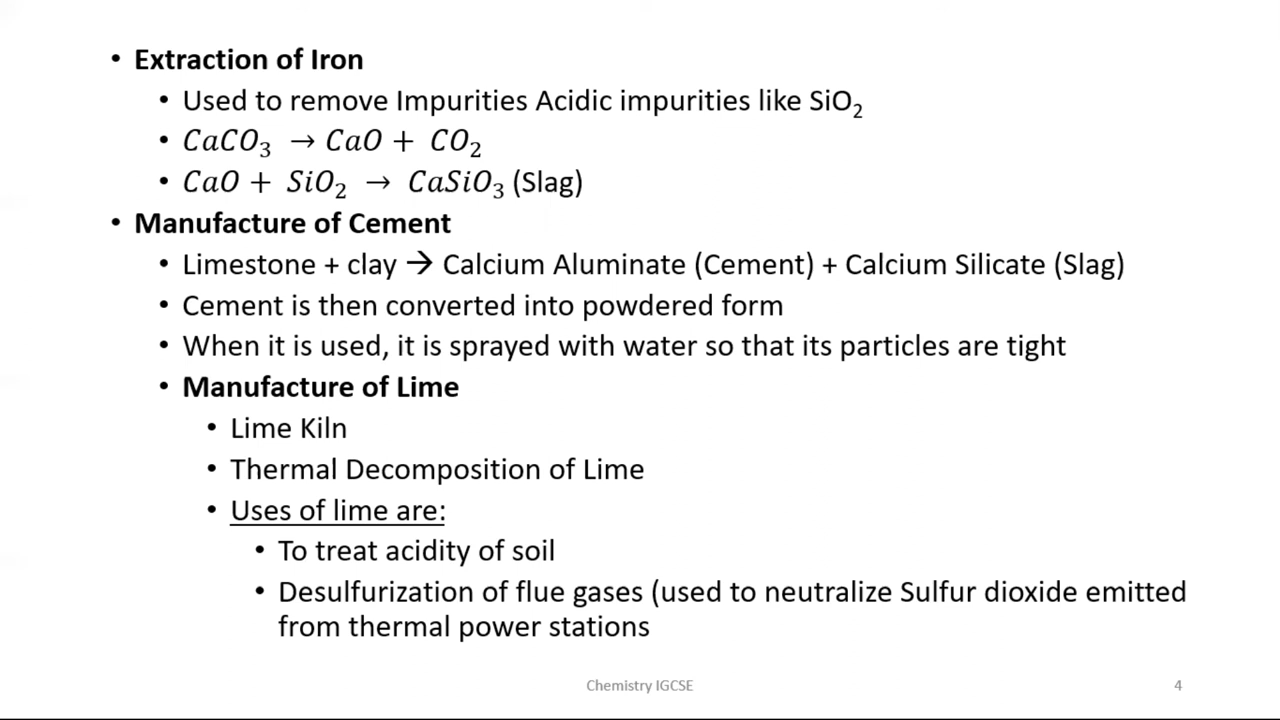 • Extraction of Iron
• Used to remove Impurities Acidic impurities like SiO₂
• CaCO₃ → CaO + CO₂
• CaO + SiO₂ → CaSiO₃ (Slag)
• Manufacture of Cement
• Limestone + clay → Calcium Aluminate (Cement) + Calcium Silicate (Slag)
• Cement is then converted into powdered form
• When it is used, it is sprayed with water so that its particles are tight
• Manufacture of Lime
• Lime Kiln
• Thermal Decomposition of Lime
• Uses of lime are:
• To treat acidity of soil
• Desulfurization of flue gases (used to neutralize Sulfur dioxide emitted
from thermal power stations
Chemistry IGCSE
4